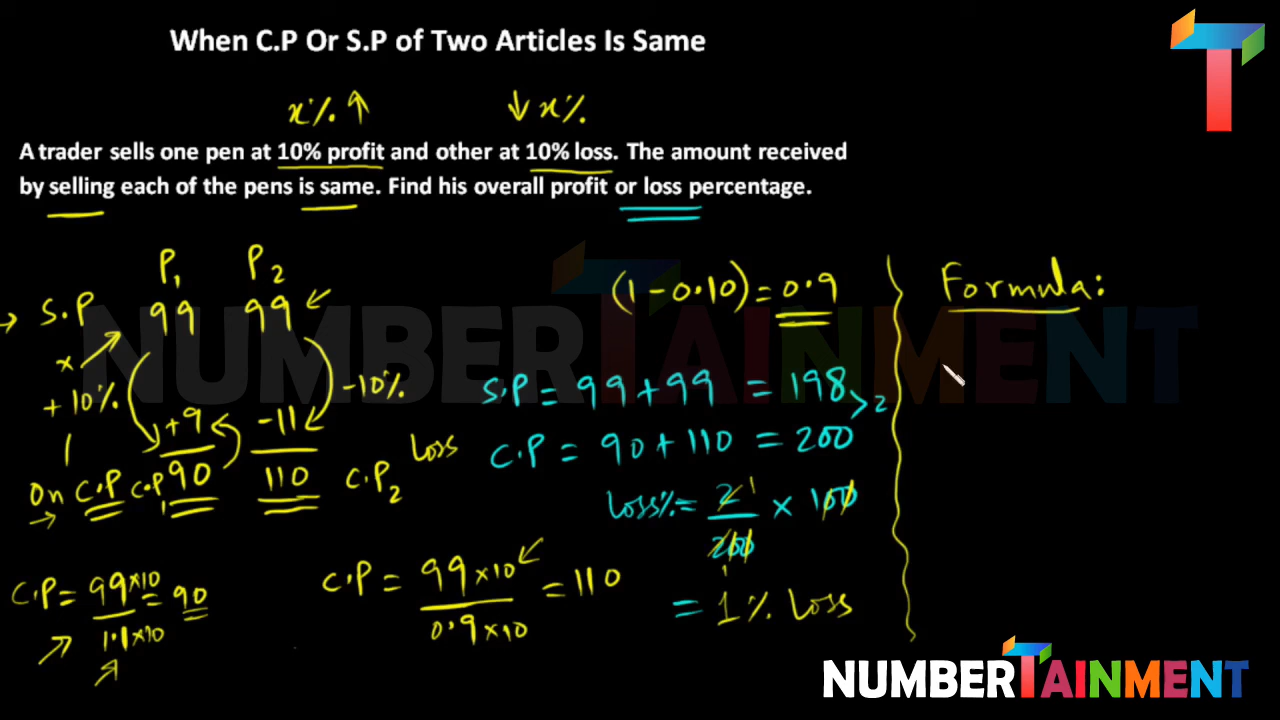 When C.P Or S.P of Two Articles Is Same
T
x% ↑ ↓ x%
A trader sells one pen at 10% profit and other at 10% loss. The amount received
by selling each of the pens is same. Find his overall profit or loss percentage.
P1 P2
→ S.P 99 99 ←
(1 - 0.10) = 0.9
Formula:
x
+10% -10%
+9 -11
On C.P C.P1 90 110 C.P2 Loss
S.P = 99 + 99 = 198 > 2
C.P = 90 + 110 = 200
Loss% = 2/200 × 100
= 1% Loss
C.P = 99×10/1.1×10 = 90
C.P = 99×10/0.9×10 = 110
NUMBERTAINMENT
NUMBERTAINMENT